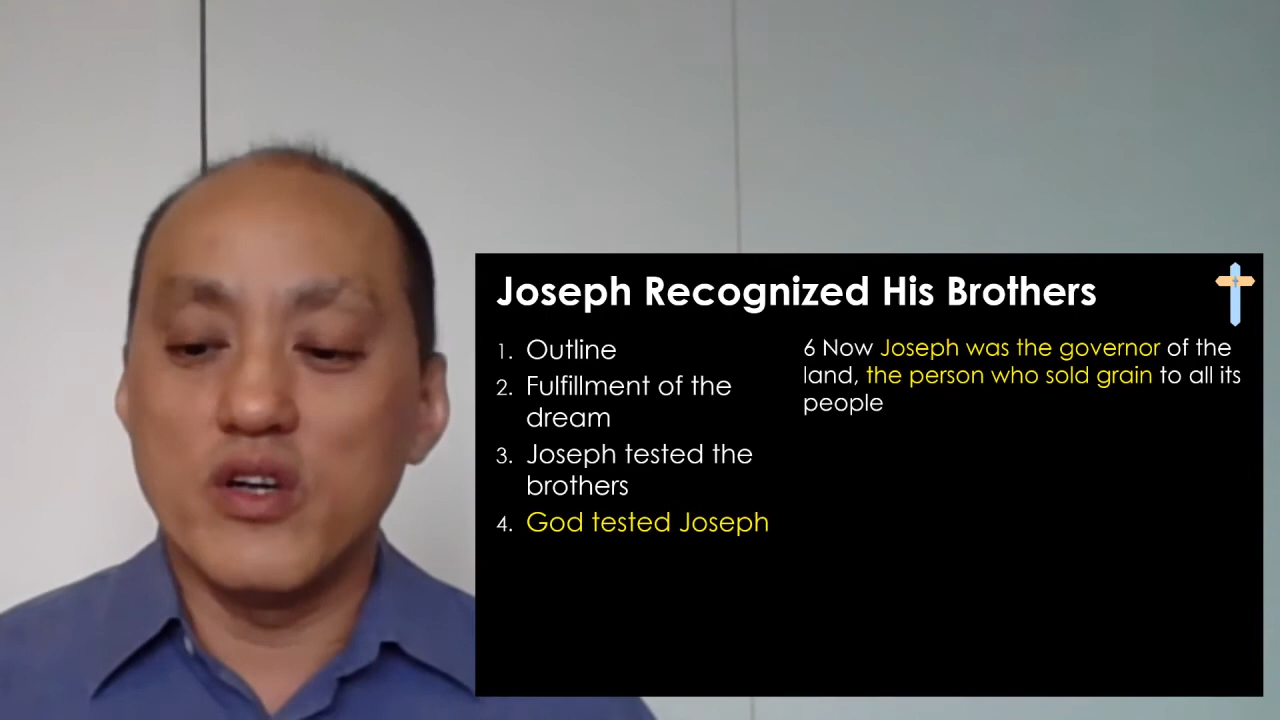 Joseph Recognized His Brothers
1. Outline
2. Fulfillment of the
dream
3. Joseph tested the
brothers
4. God tested Joseph
6 Now Joseph was the governor of the
land, the person who sold grain to all its
people